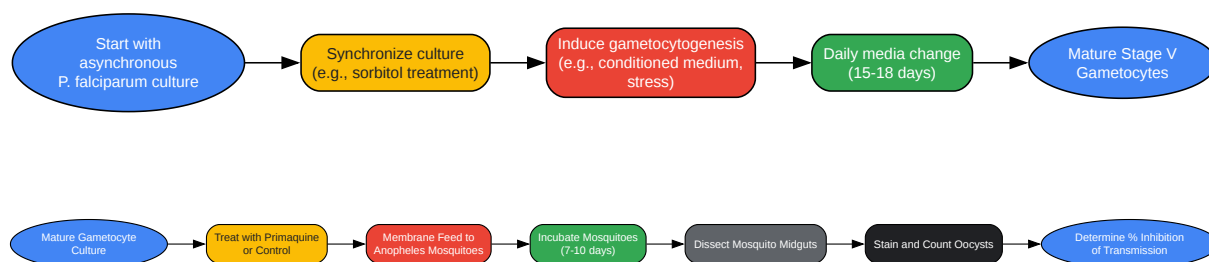 Start with
asynchronous
P. falciparum culture
Synchronize culture
(e.g., sorbitol treatment)
Induce gametocytogenesis
(e.g., conditioned medium,
stress)
Daily media change
(15-18 days)
Mature Stage V
Gametocytes
Mature Gametocyte
Culture
Treat with Primaquine
or Control
Membrane Feed to
Anopheles Mosquitoes
Incubate Mosquitoes
(7-10 days)
Dissect Mosquito Midguts
Stain and Count Oocysts
Determine % Inhibition
of Transmission